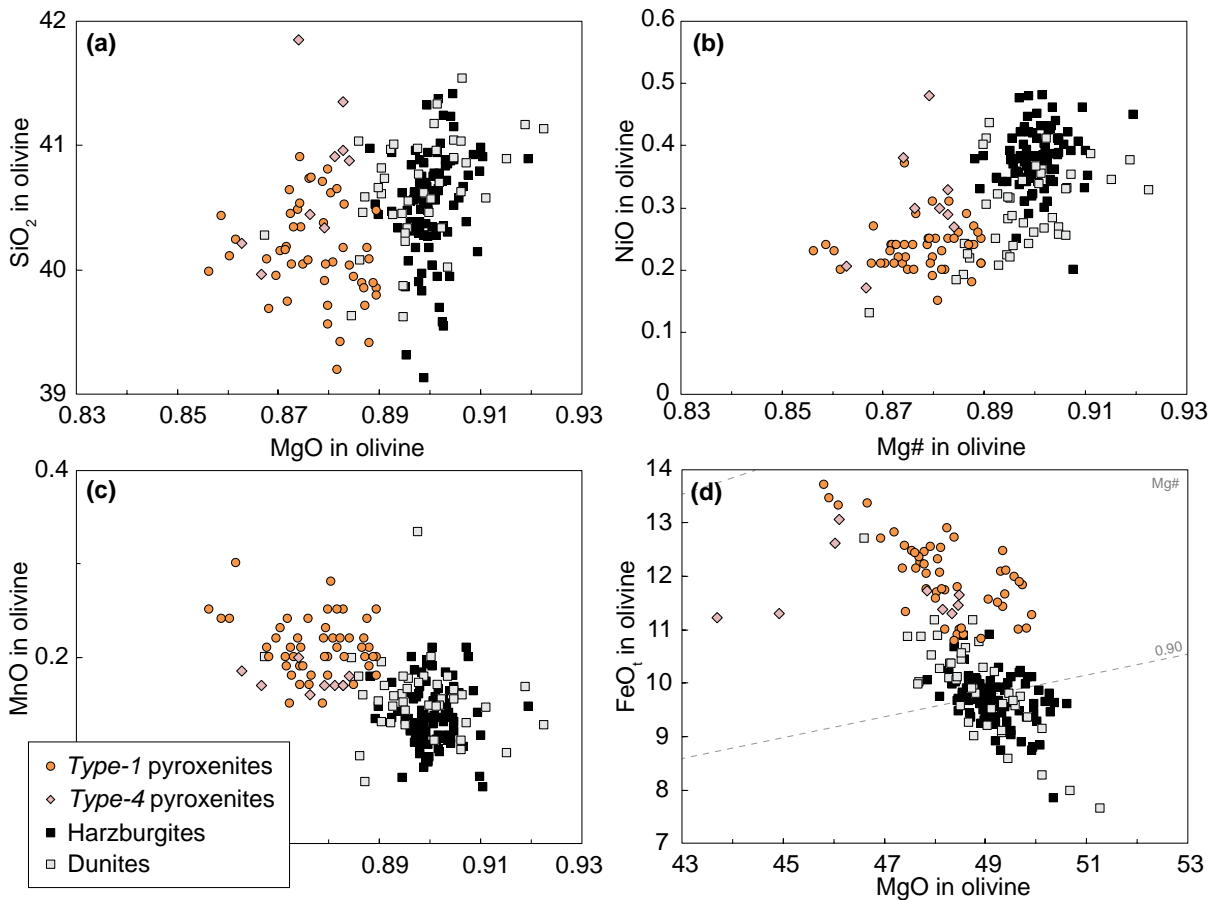 (a)
42
41
40
39
SiO2 in olivine
0.83 0.85 0.87 0.89 0.91 0.93
MgO in olivine
(b)
0.6
0.5
0.4
0.3
0.2
0.1
0
NiO in olivine
0.83 0.85 0.87 0.89 0.91 0.93
Mg# in olivine
(c)
0.4
0.2
MnO in olivine
0.89 0.91 0.93
Type-1 pyroxenites
Type-4 pyroxenites
Harzburgites
Dunites
(d)
14
13
12
11
10
9
8
7
FeOt in olivine
Mg#
0.90
43 45 47 49 51 53
MgO in olivine